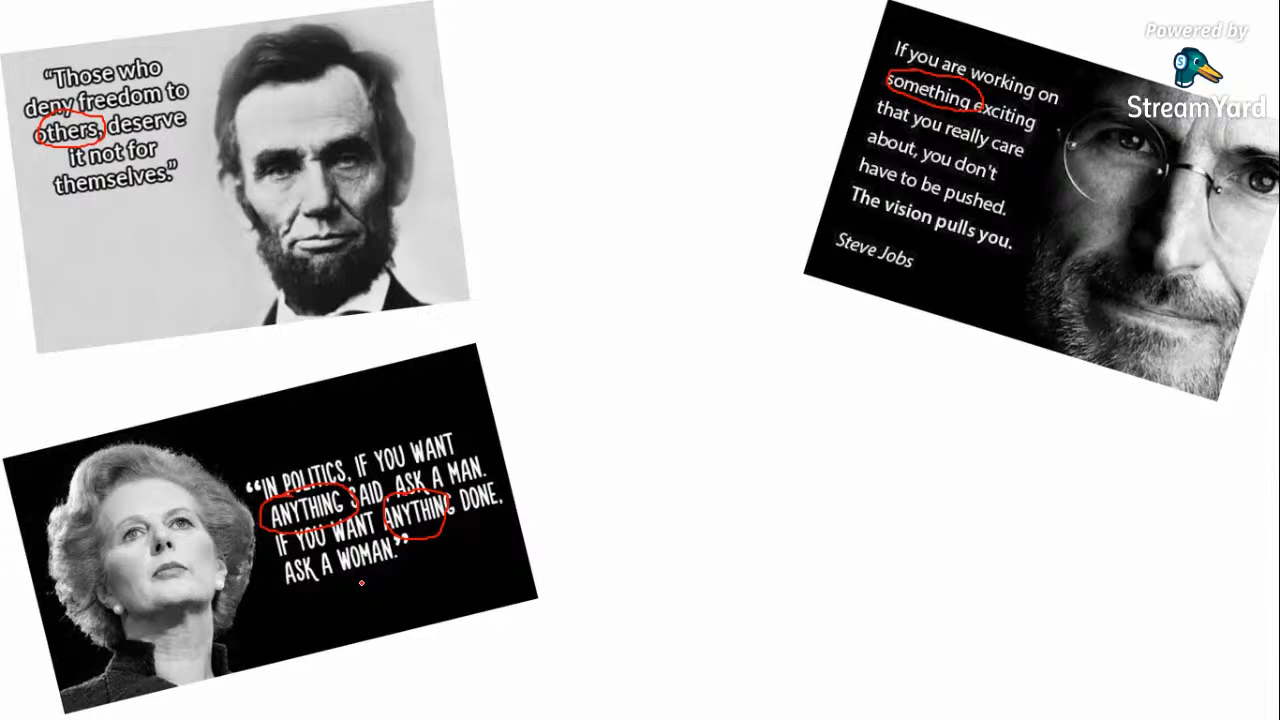 “Those who
deny freedom to
others, deserve
it not for
themselves.”
If you are working on
something exciting
that you really care
about, you don't
have to be pushed.
The vision pulls you.
Steve Jobs
Powered by
StreamYard
“IN POLITICS, IF YOU WANT
ANYTHING SAID, ASK A MAN.
IF YOU WANT ANYTHING DONE,
ASK A WOMAN.”